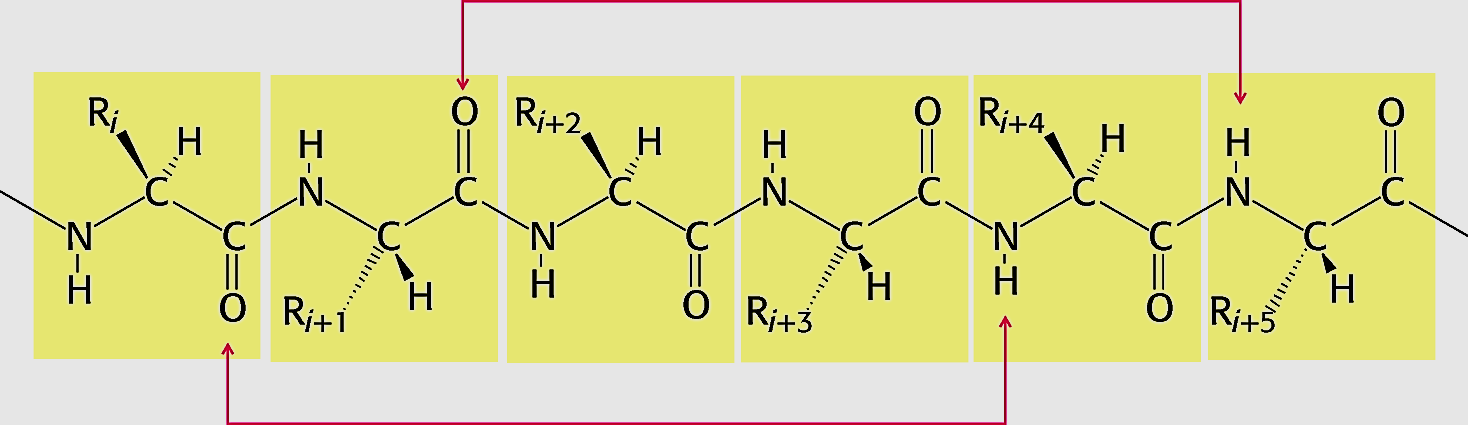 O
R𝑖 H H R𝑖+2 H H O R𝑖+4 H H O
C N C C N C C N C
N C C N C C N C C
H O R𝑖+1 H H O R𝑖+3 H H O R𝑖+5 H